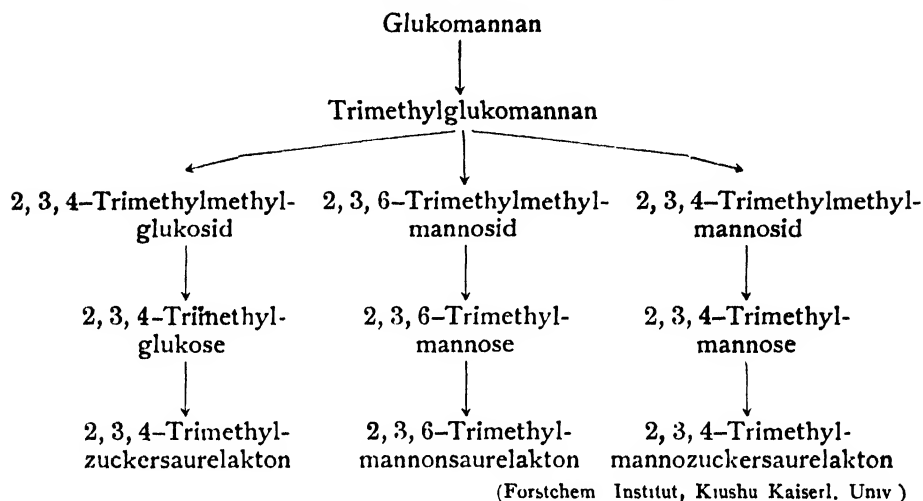 Glukomannan
Trimethylglukomannan
2, 3, 4–Trimethylmethyl-
glukosid
2, 3, 6–Trimethylmethyl-
mannosid
2, 3, 4–Trimethylmethyl-
mannosid
2, 3, 4–Trimethyl-
glukose
2, 3, 6–Trimethyl-
mannose
2, 3, 4–Trimethyl-
mannose
2, 3, 4–Trimethyl-
zuckersaurelakton
2, 3, 6–Trimethyl-
mannonsaurelakton
2, 3, 4–Trimethyl-
mannozuckersaurelakton
(Forstchem Institut, Kiushu Kaiserl. Univ )